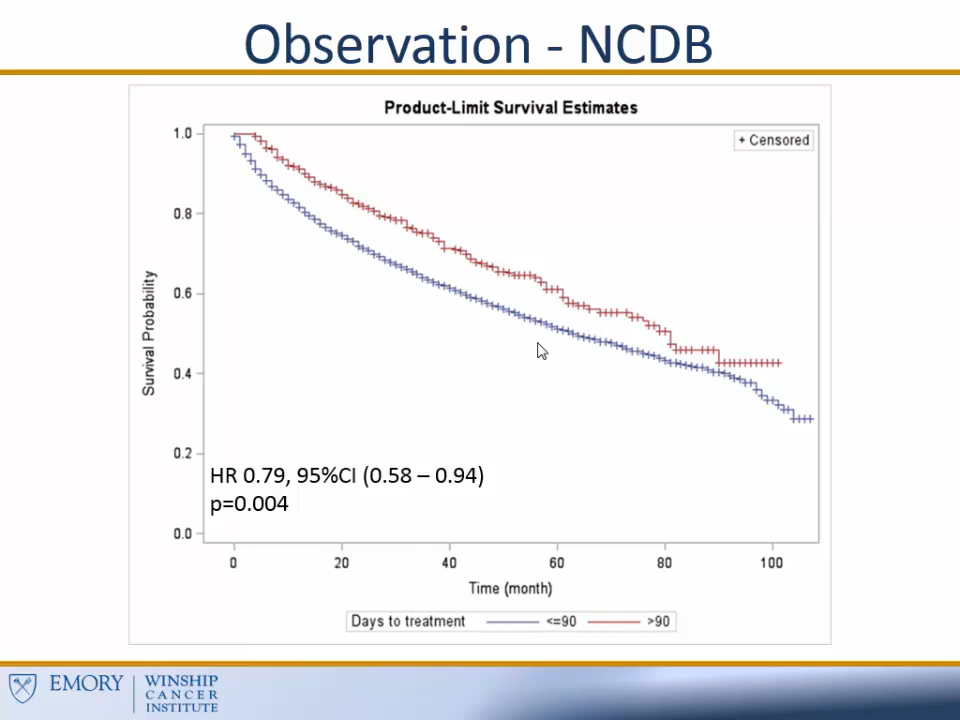 Observation - NCDB
Product-Limit Survival Estimates
+ Censored
1.0
0.8
0.6
0.4
0.2
0.0
Survival Probability
HR 0.79, 95%CI (0.58 – 0.94)
p=0.004
0 20 40 60 80 100
Time (month)
Days to treatment <=90 >90
EMORY
WINSHIP
CANCER
INSTITUTE